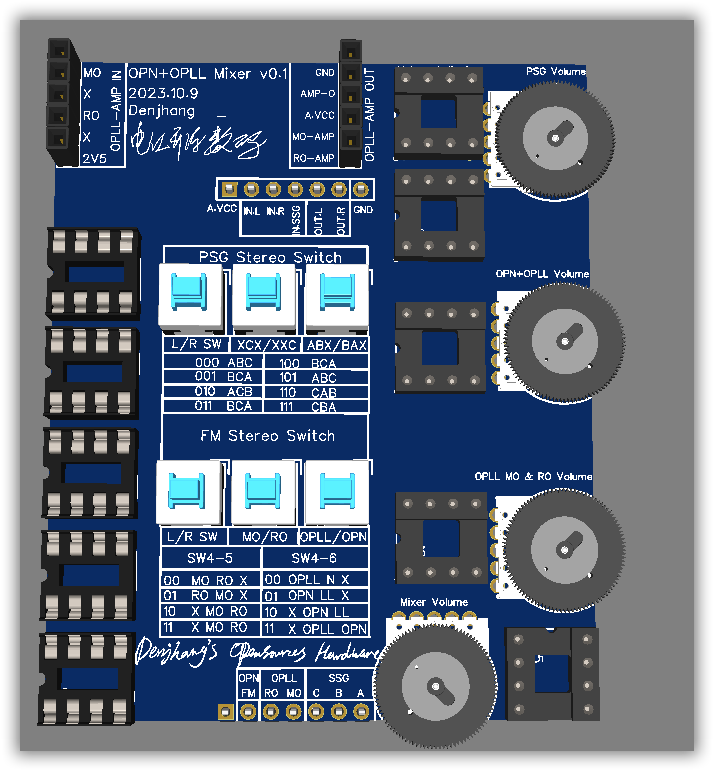 MO
X
RO
X
2V5
OPLL-AMP IN
OPN+OPLL Mixer v0.1
2023.10.9
Denjhang _
GND
AMP-O
A-VCC
MO-AMP
RO-AMP
OPLL-AMP OUT
PSG Volume
A-VCC
IN-L
IN-R
IN-SSG
OUT-L
OUT-R
GND
PSG Stereo Switch
L/R SW XCX/XXC ABX/BAX
000 ABC 100 BCA
001 BCA 101 ABC
010 ACB 110 CAB
011 BCA 111 CBA
OPN+OPLL Volume
FM Stereo Switch
L/R SW MO/RO OPLL/OPN
SW4-5 SW4-6
00 MO RO X 00 OPLL N X
01 RO MO X 01 OPN LL X
10 X MO RO 10 X OPN LL
11 X MO RO 11 X OPLL OPN
OPLL MO & RO Volume
Mixer Volume
Denjhang's Opensources Hardware
OPN OPLL SSG
FM RO MO C B A